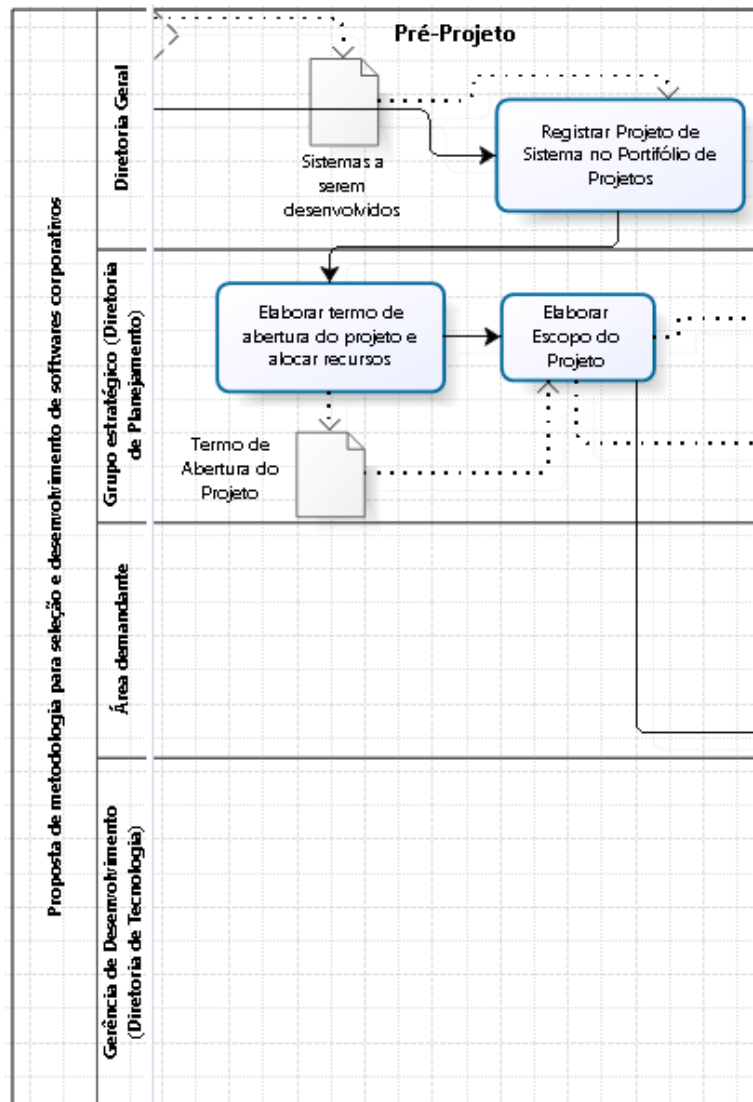 Proposta de metodologia para seleção e desenvolvimento de softwares corporativos
Diretoria Geral
Pré-Projeto
Sistemas a
serem
desenvolvidos
Registrar Projeto de
Sistema no Portifólio de
Projetos
Grupo estratégico (Diretoria
de Planejamento)
Elaborar termo de
abertura do projeto e
alocar recursos
Elaborar
Escopo do
Projeto
Termo de
Abertura do
Projeto
Área demandante
Gerência de Desenvolvimento
(Diretoria de Tecnologia)